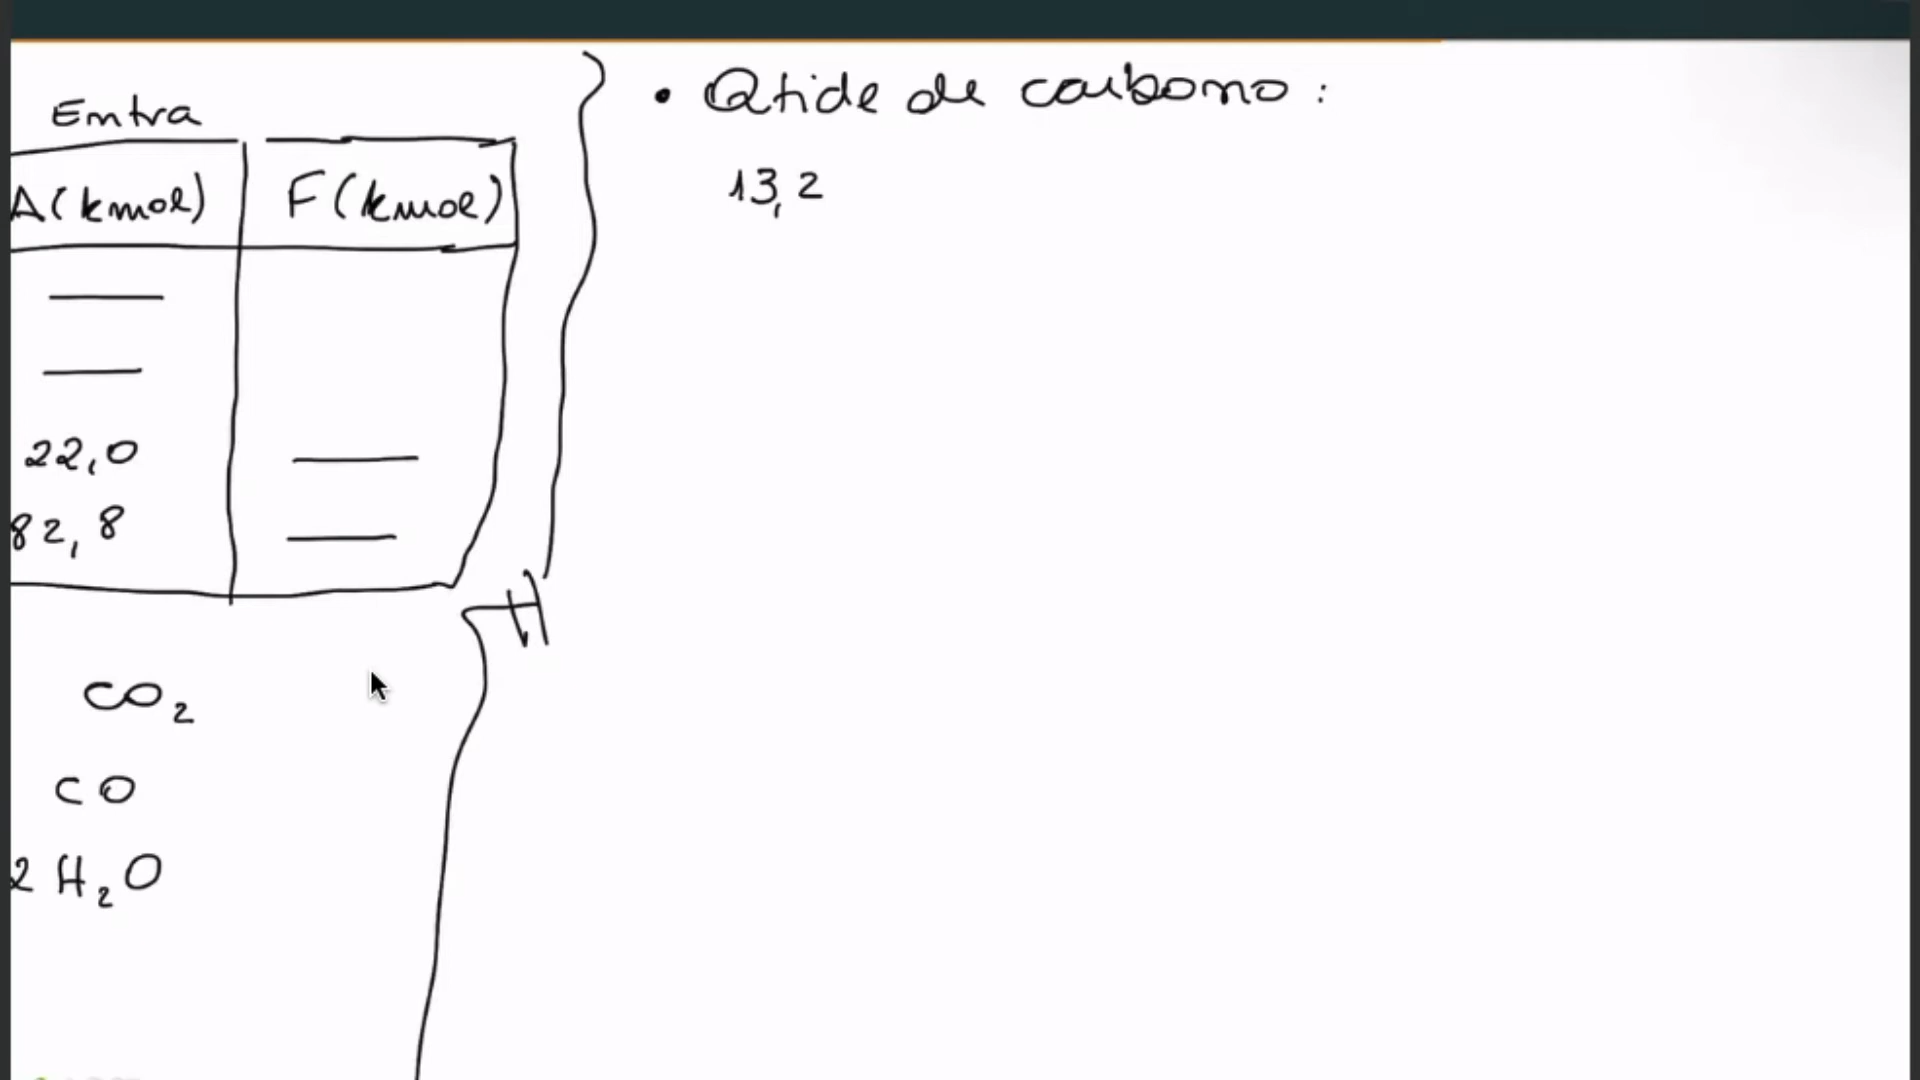 Entra
A(kmol) F(kmol)
22,0
82,8
CO₂
CO
2 H₂O
• Qtide de carbono:
13,2